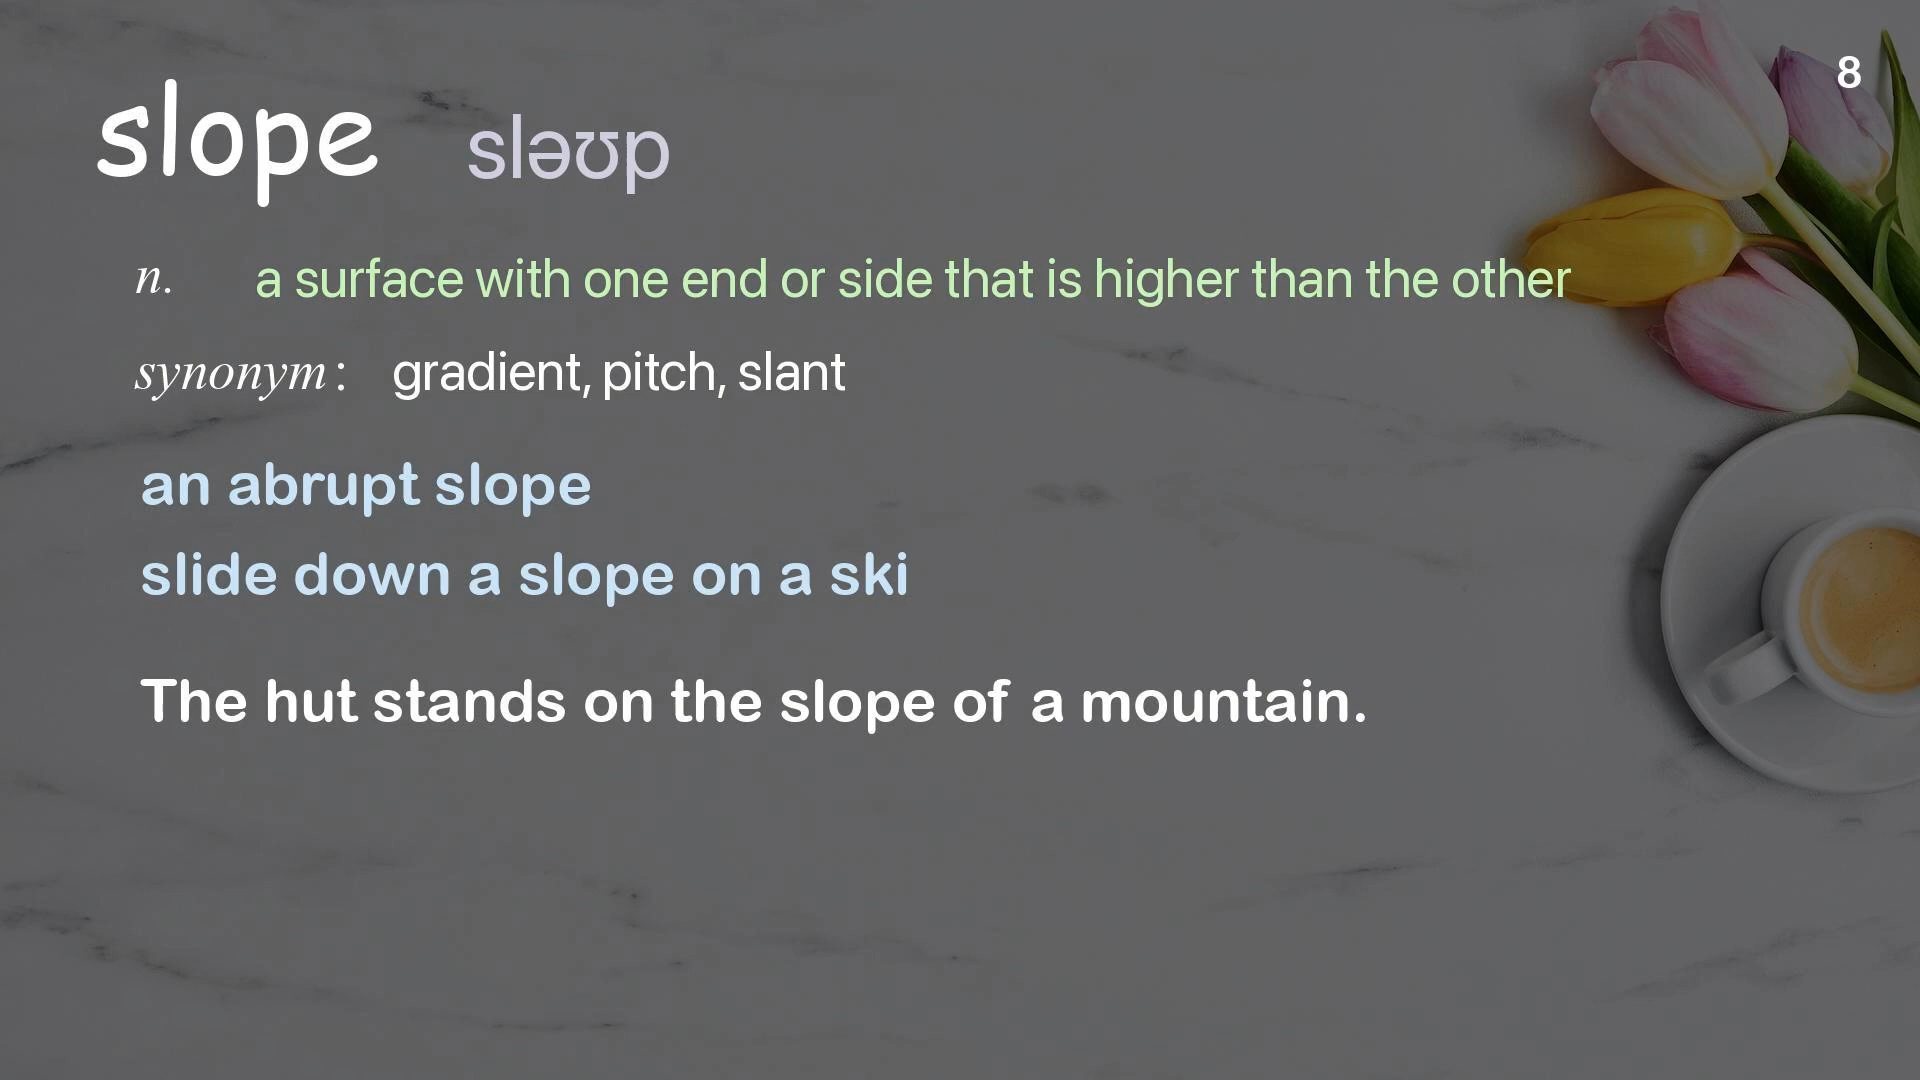 8
slope sləʊp
n. a surface with one end or side that is higher than the other
synonym: gradient, pitch, slant
an abrupt slope
slide down a slope on a ski
The hut stands on the slope of a mountain.